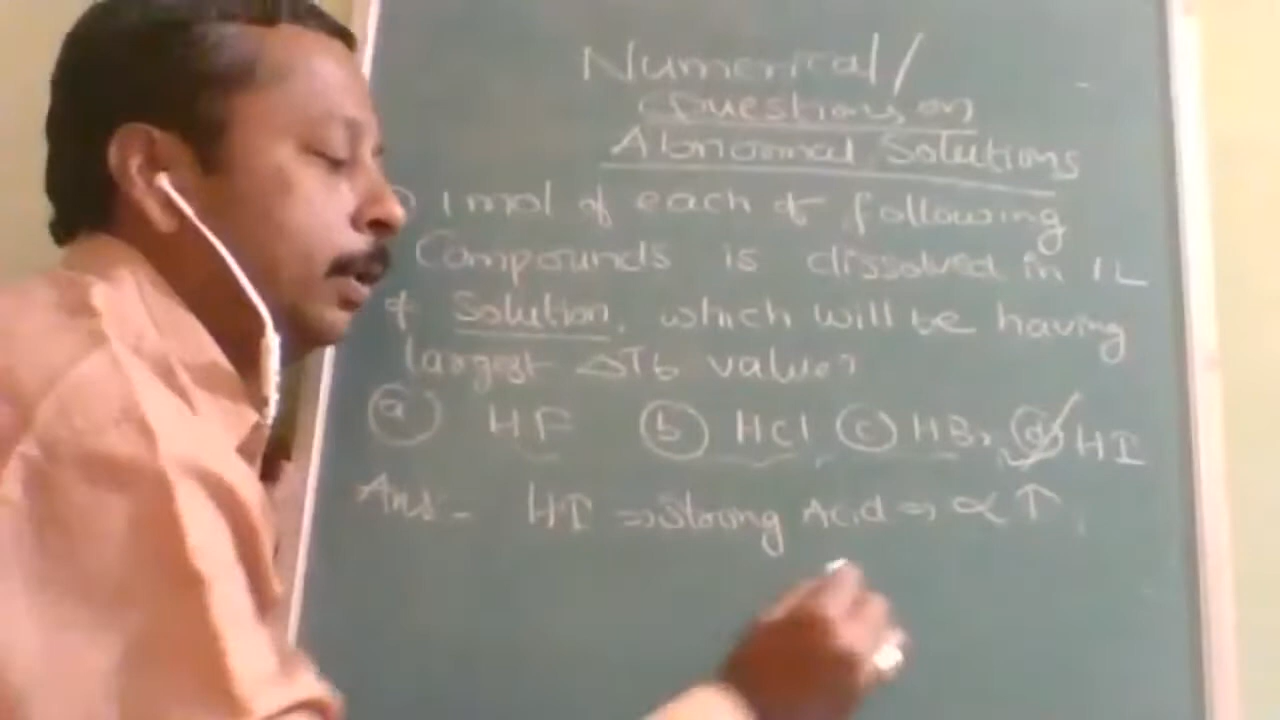 Numerical/
Questions on
Abnormal Solutions
1 mol of each of following
Compounds is dissolved in 1L
of Solution, which will be having
largest ΔTb value?
(a) HF (b) HCl, (c) HBr, (d) HI
Ans- HI ⇒ Strong Acid ⇒ α↑,